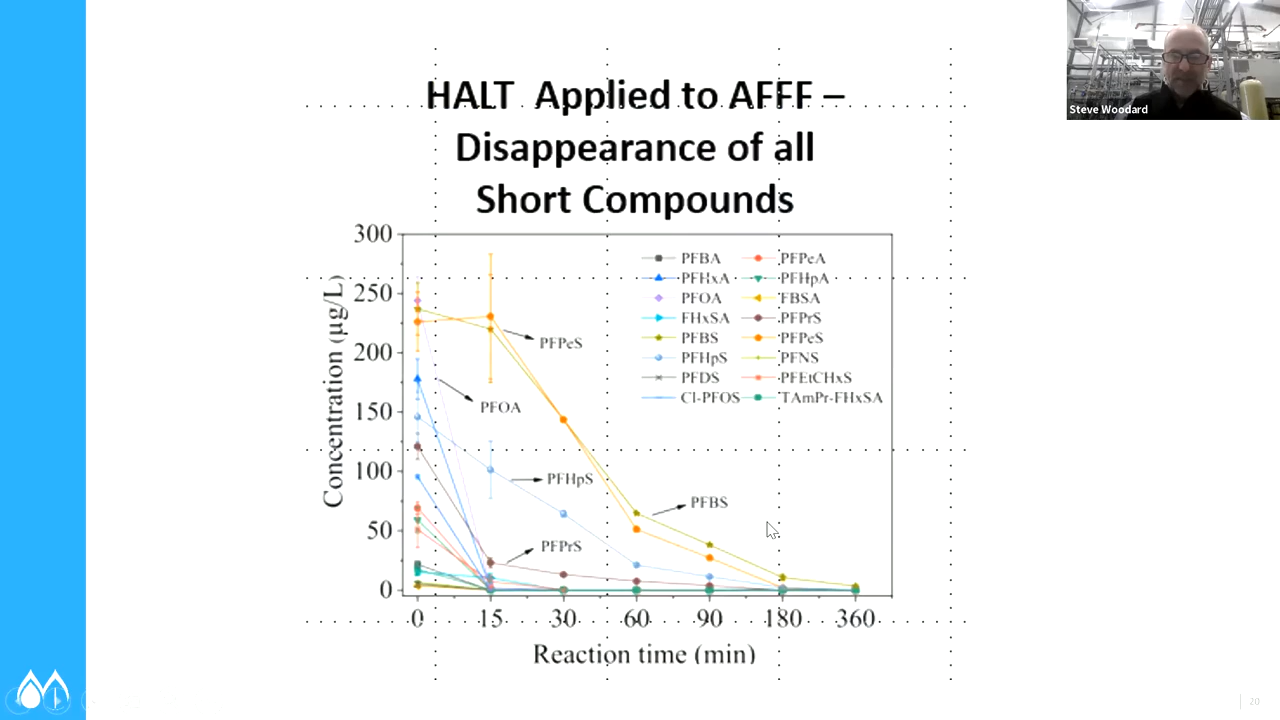 HALT Applied to AFFF –
Disappearance of all
Short Compounds
Steve Woodard
300
250
200
150
100
50
0
Concentration (µg/L)
PFBA PFPeA
PFHxA PFHpA
PFOA FBSA
FHxSA PFPrS
PFBS PFPeS
PFHpS PFNS
PFDS PFEtCHxS
Cl-PFOS TAmPr-FHxSA
PFPeS
PFOA
PFHpS
PFBS
PFPrS
0 15 30 60 90 180 360
Reaction time (min)
20